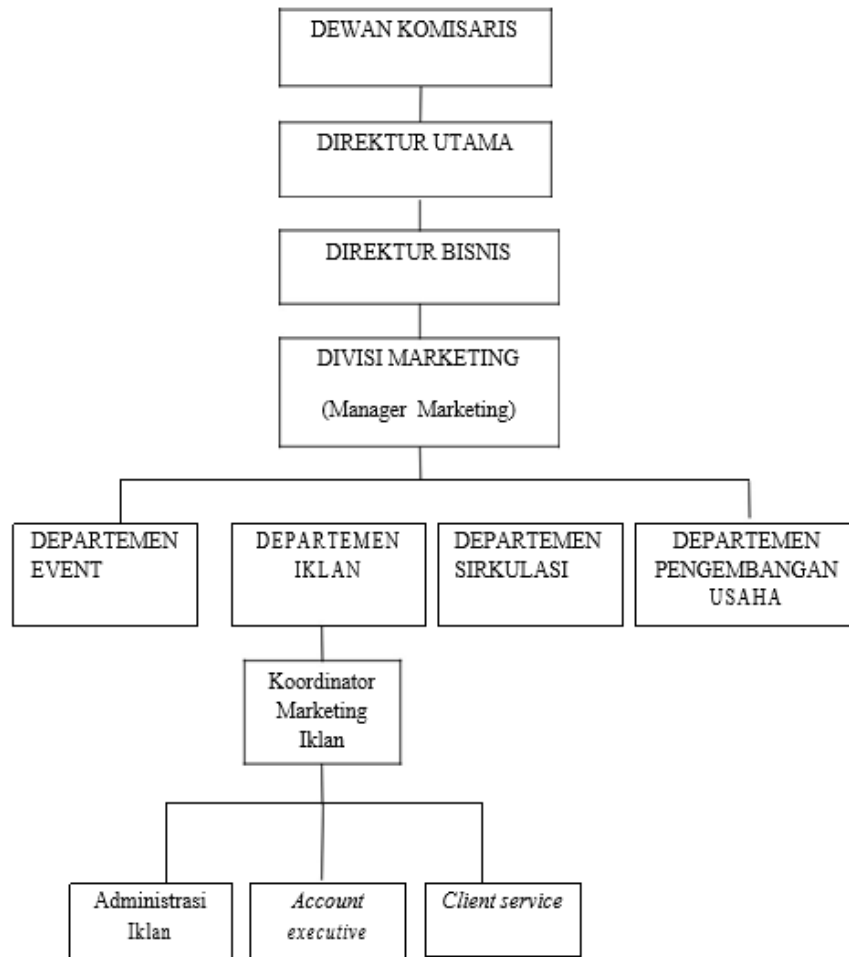 DEWAN KOMISARIS
DIREKTUR UTAMA
DIREKTUR BISNIS
DIVISI MARKETING
(Manager Marketing)
DEPARTEMEN
EVENT
DEPARTEMEN
IKLAN
DEPARTEMEN
SIRKULASI
DEPARTEMEN
PENGEMBANGAN
USAHA
Koordinator
Marketing
Iklan
Administrasi
Iklan
Account
executive
Client service